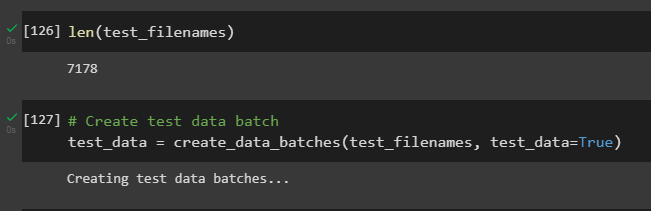 [126] len(test_filenames)
0s
7178
[127] # Create test data batch
0s test_data = create_data_batches(test_filenames, test_data=True)
Creating test data batches...